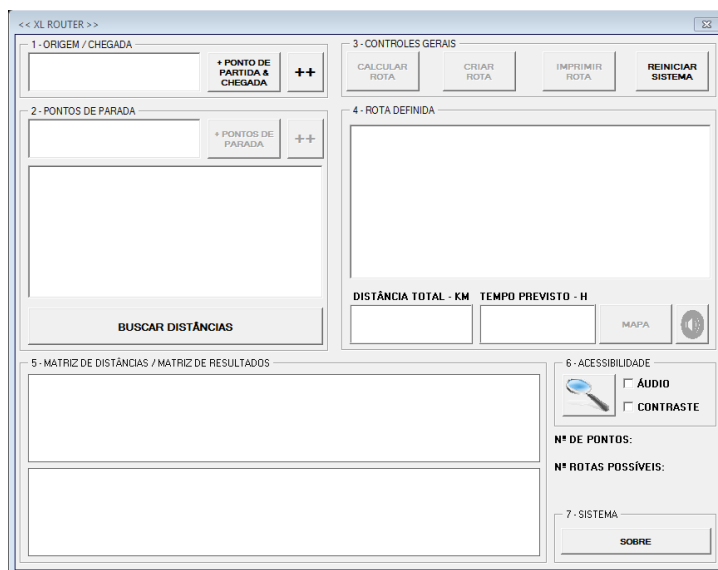 << XL ROUTER >>
1 - ORIGEM / CHEGADA
+ PONTO DE
PARTIDA &
CHEGADA
++
2 - PONTOS DE PARADA
+ PONTOS DE
PARADA
++
BUSCAR DISTÂNCIAS
3 - CONTROLES GERAIS
CALCULAR
ROTA
CRIAR
ROTA
IMPRIMIR
ROTA
REINICIAR
SISTEMA
4 - ROTA DEFINIDA
DISTÂNCIA TOTAL - KM
TEMPO PREVISTO - H
MAPA
5 - MATRIZ DE DISTÂNCIAS / MATRIZ DE RESULTADOS
6 - ACESSIBILIDADE
ÁUDIO
CONTRASTE
Nº DE PONTOS:
Nº ROTAS POSSÍVEIS:
7 - SISTEMA
SOBRE